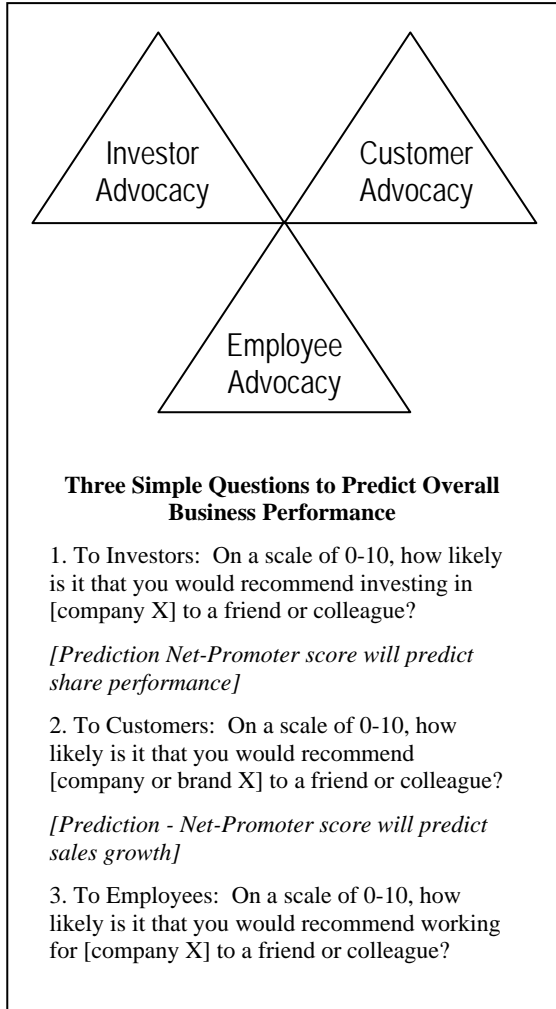 Investor
Advocacy
Customer
Advocacy
Employee
Advocacy
Three Simple Questions to Predict Overall
Business Performance
1. To Investors:  On a scale of 0-10, how likely
is it that you would recommend investing in
[company X] to a friend or colleague?
[Prediction Net-Promoter score will predict
share performance]
2. To Customers:  On a scale of 0-10, how
likely is it that you would recommend
[company or brand X] to a friend or colleague?
[Prediction - Net-Promoter score will predict
sales growth]
3. To Employees:  On a scale of 0-10, how
likely is it that you would recommend working
for [company X] to a friend or colleague?